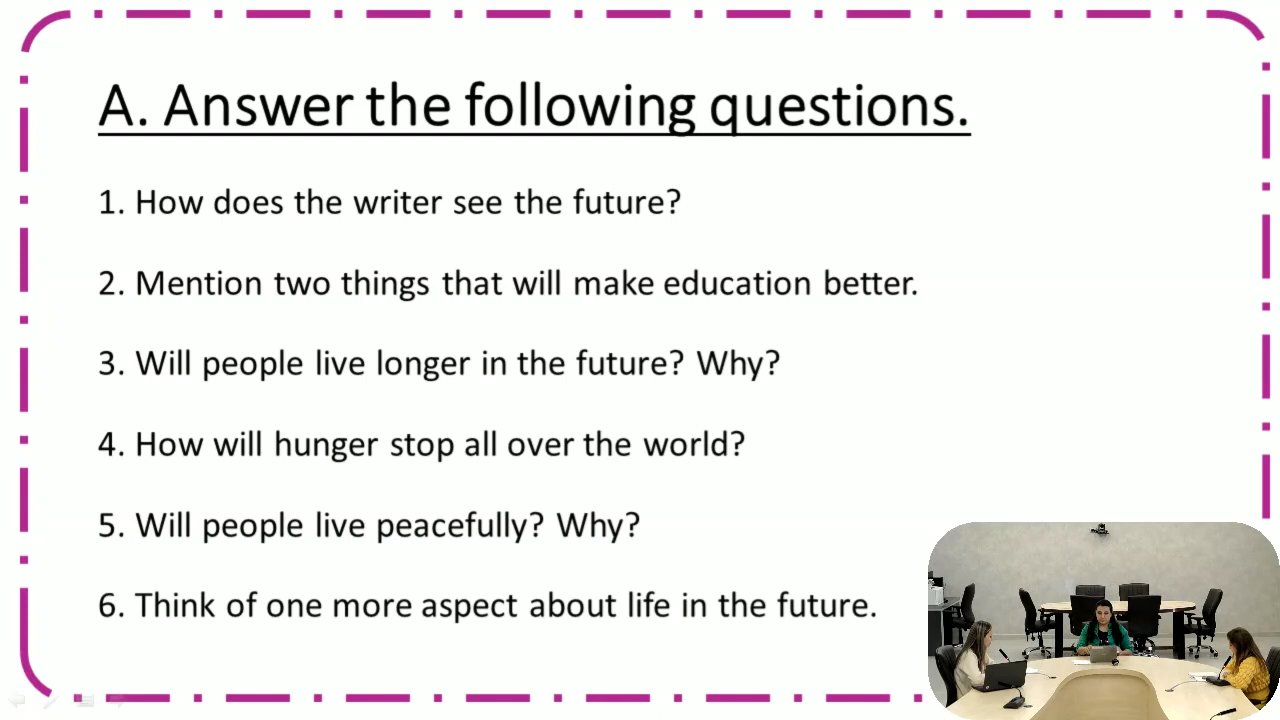 A. Answer the following questions.
1. How does the writer see the future?
2. Mention two things that will make education better.
3. Will people live longer in the future? Why?
4. How will hunger stop all over the world?
5. Will people live peacefully? Why?
6. Think of one more aspect about life in the future.